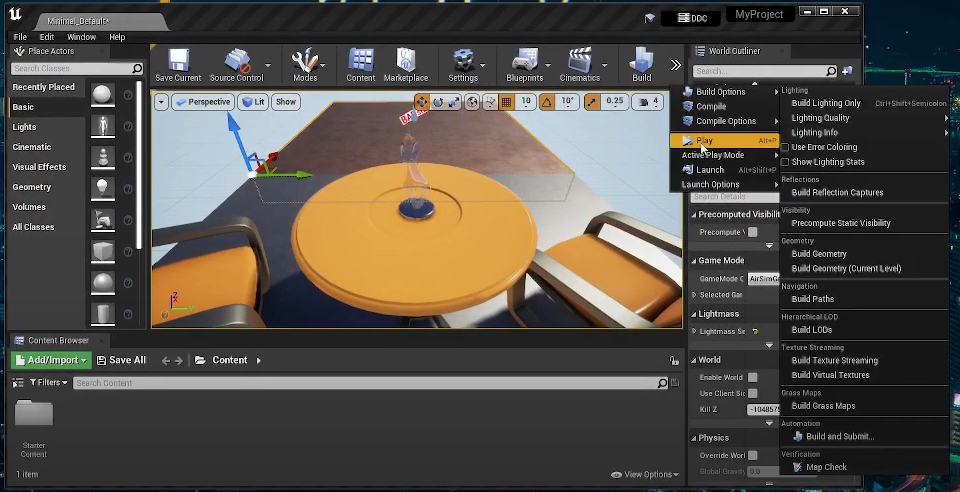 Minimal_Default*
DDC
MyProject
File Edit Window Help
Place Actors
Search Classes
Recently Placed
Basic
Lights
Cinematic
Visual Effects
Geometry
Volumes
All Classes
Save Current
Source Control
Modes
Content
Marketplace
Settings
Blueprints
Cinematics
Build
Perspective
Lit
Show
10
10°
0.25
4
World Outliner
Search...
Build Options
Compile
Compile Options
Play Alt+P
Active Play Mode
Launch Alt+Shift+P
Launch Options
Search Details
Precomputed Visibil
Precompute V
Game Mode
GameMode O AirSimGa
Selected Gar
Lightmass
Lightmass Se
World
Enable World
Use Client Si
Kill Z -1048575
Physics
Override Worl
Global Gravity 0.0
Lighting
Build Lighting Only Ctrl+Shift+Semicolon
Lighting Quality
Lighting Info
Use Error Coloring
Show Lighting Stats
Reflections
Build Reflection Captures
Visibility
Precompute Static Visibility
Geometry
Build Geometry
Build Geometry (Current Level)
Navigation
Build Paths
Hierarchical LOD
Build LODs
Texture Streaming
Build Texture Streaming
Build Virtual Textures
Grass Maps
Build Grass Maps
Automation
Build and Submit...
Verification
Map Check
Content Browser
Add/Import
Save All
Content
Filters
Search Content
Starter
Content
1 item
View Options